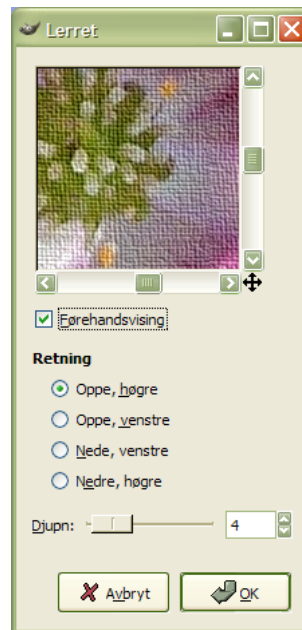 Lerret
Førehandsvising
Retning
Oppe, høgre
Oppe, venstre
Nede, venstre
Nedre, høgre
Djupn: 4
Avbryt OK